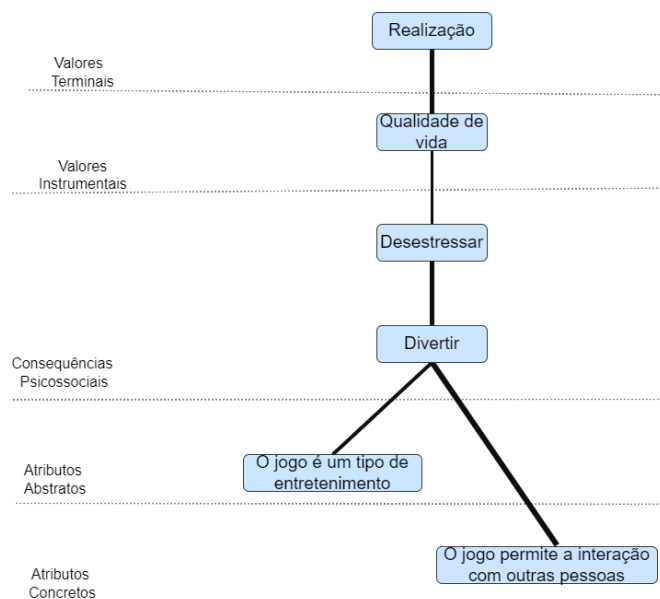 Realização
Valores
Terminais
Qualidade de
vida
Valores
Instrumentais
Desestressar
Divertir
Consequências
Psicossociais
O jogo é um tipo de
entretenimento
Atributos
Abstratos
O jogo permite a interação
com outras pessoas
Atributos
Concretos